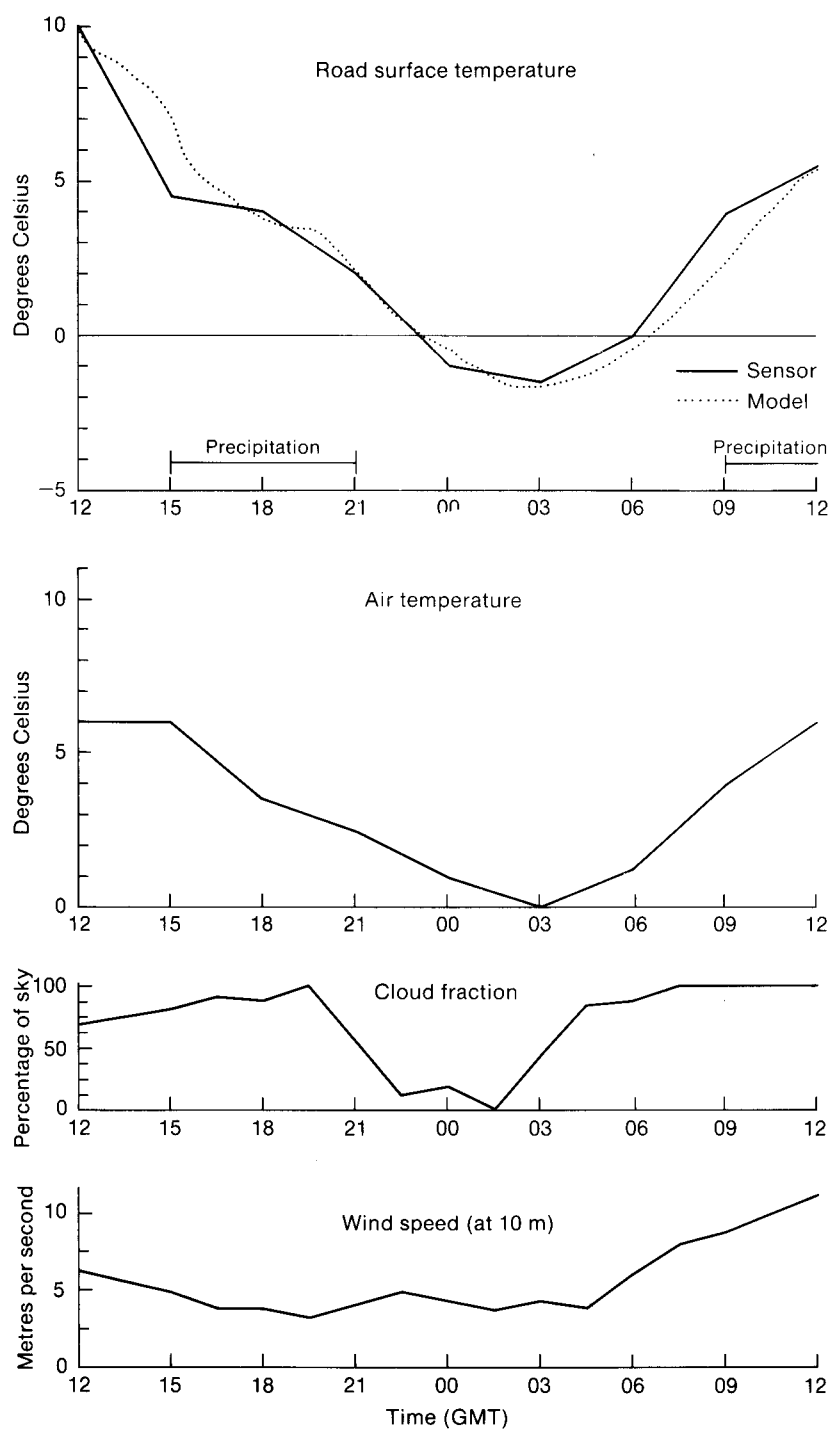 10
Road surface temperature
5
Degrees Celsius
0
Sensor
Model
Precipitation
Precipitation
−5
12 15 18 21 00 03 06 09 12
10
Air temperature
5
Degrees Celsius
0
12 15 18 21 00 03 06 09 12
100
Cloud fraction
50
Percentage of sky
0
12 15 18 21 00 03 06 09 12
10
Wind speed (at 10 m)
5
Metres per second
0
12 15 18 21 00 03 06 09 12
Time (GMT)